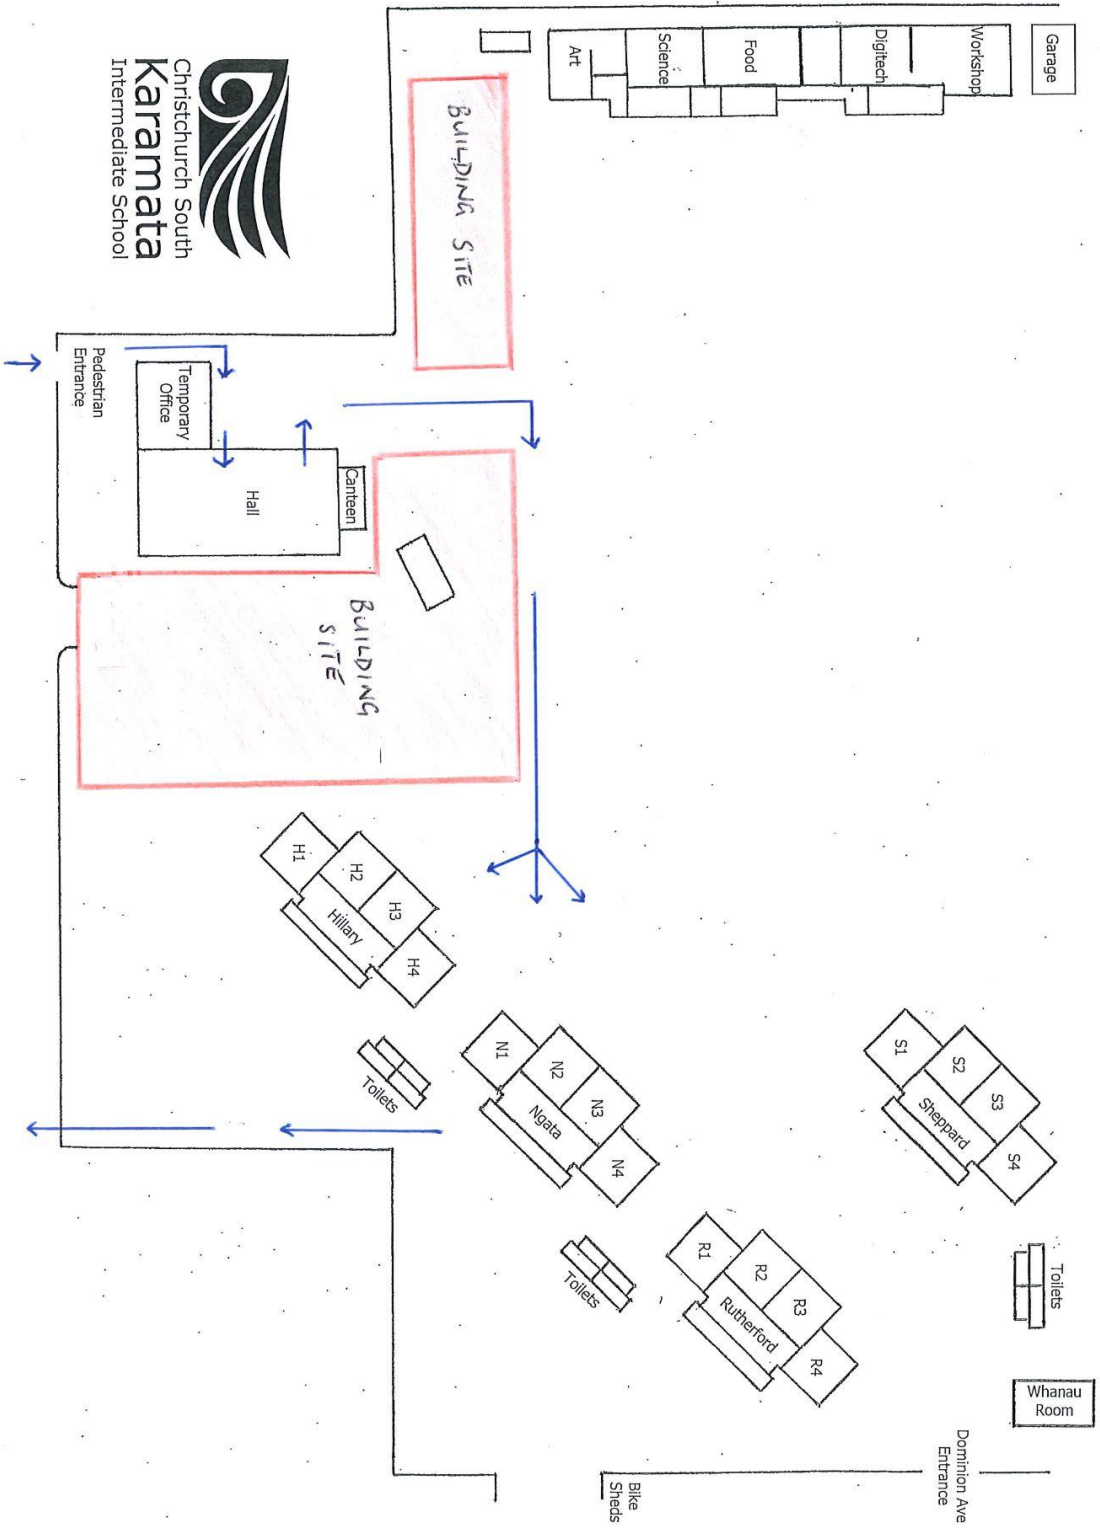 Christchurch South
Karamata
Intermediate School
Garage
Workshop
Digitech
Food
Science
Art
BUILDING SITE
Pedestrian
Entrance
Temporary
Office
Hall
Canteen
BUILDING
SITE
H1
H2
H3
H4
Hillary
Toilets
N1
N2
N3
N4
Ngata
Toilets
S1
S2
S3
S4
Sheppard
Toilets
R1
R2
R3
R4
Rutherford
Whanau
Room
Dominion Ave
Entrance
Bike
Sheds